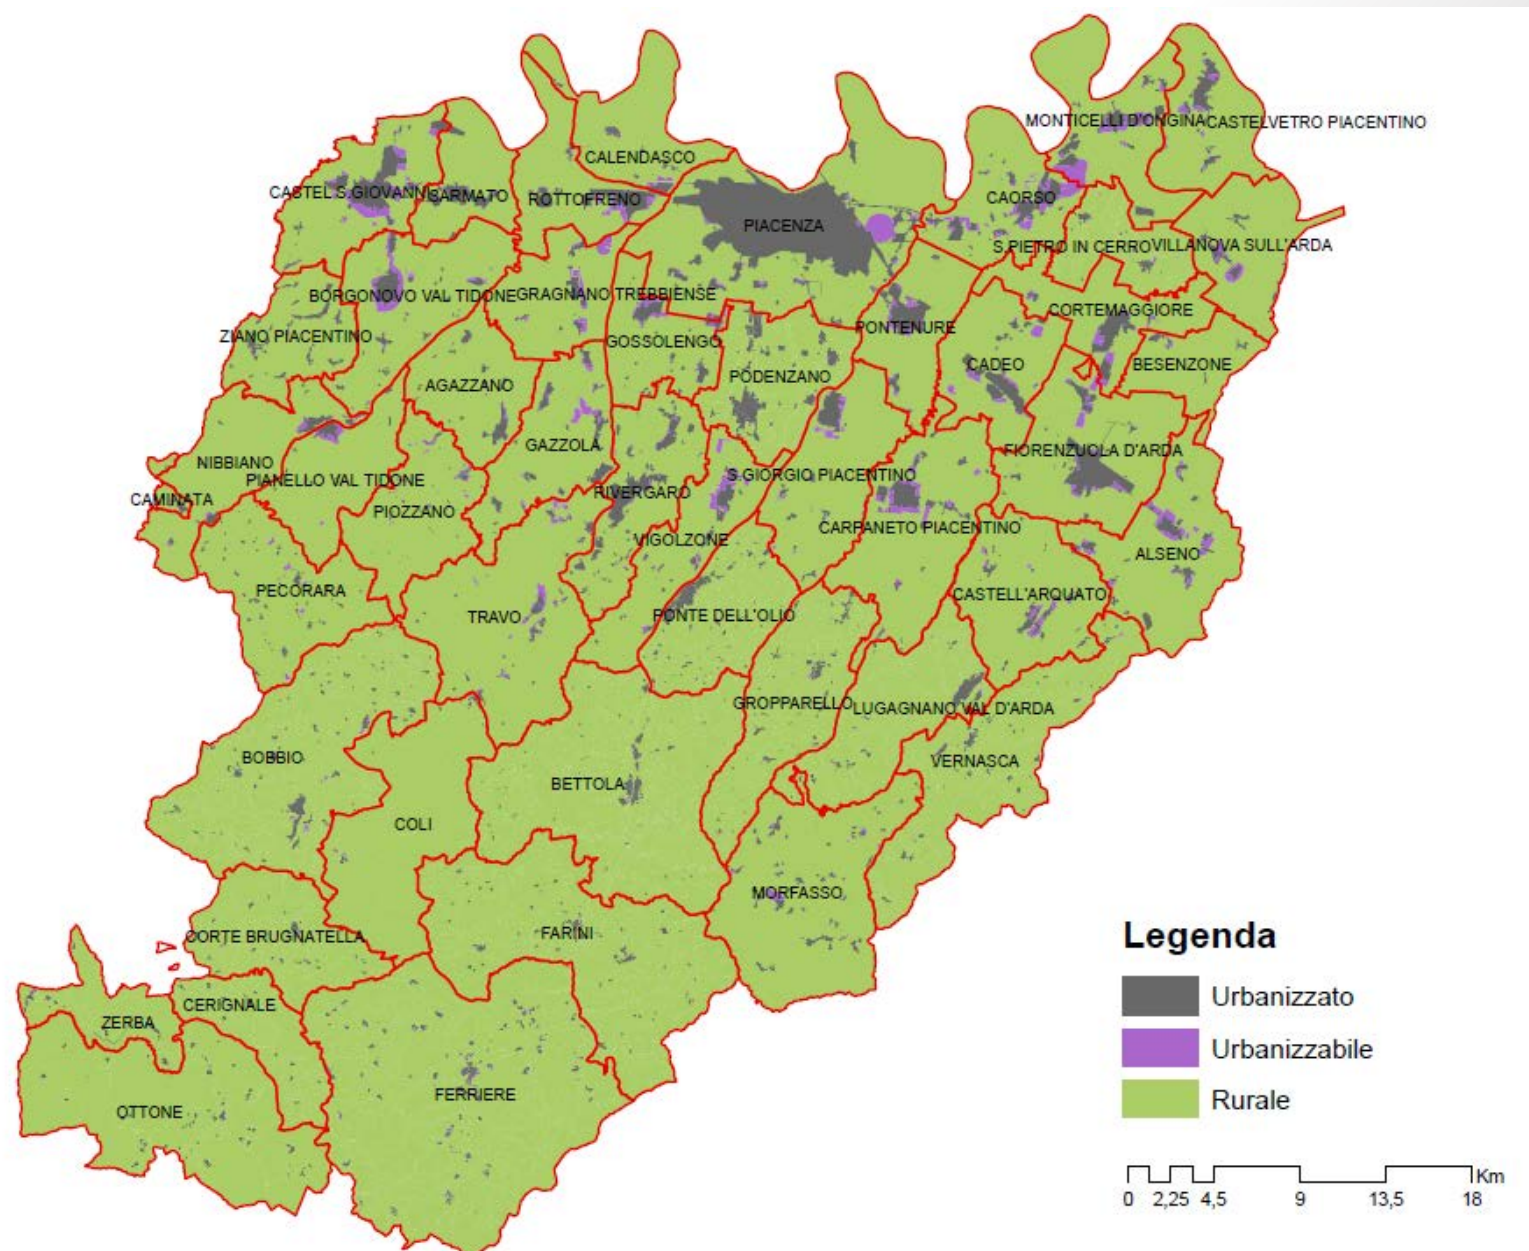 MONTICELLI D'ONGINA
CASTELVETRO PIACENTINO
CALENDASCO
CASTEL S.GIOVANNI
SARMATO
ROTTOFRENO
CAORSO
PIACENZA
S.PIETRO IN CERRO
VILLANOVA SULL'ARDA
BORGONOVO VAL TIDONE
GRAGNANO TREBBIENSE
CORTEMAGGIORE
ZIANO PIACENTINO
GOSSOLENGO
PONTENURE
CADEO
BESENZONE
AGAZZANO
PODENZANO
GAZZOLA
FIORENZUOLA D'ARDA
NIBBIANO
PIANELLO VAL TIDONE
S.GIORGIO PIACENTINO
CAMINATA
RIVERGARO
PIOZZANO
CARPANETO PIACENTINO
VIGOLZONE
ALSENO
PECORARA
CASTELL'ARQUATO
TRAVO
PONTE DELL'OLIO
GROPPARELLO
LUGAGNANO VAL D'ARDA
BOBBIO
VERNASCA
BETTOLA
COLI
MORFASSO
CORTE BRUGNATELLA
FARINI
CERIGNALE
ZERBA
FERRIERE
OTTONE
Legenda
Urbanizzato
Urbanizzabile
Rurale
Km
0 2,25 4,5 9 13,5 18